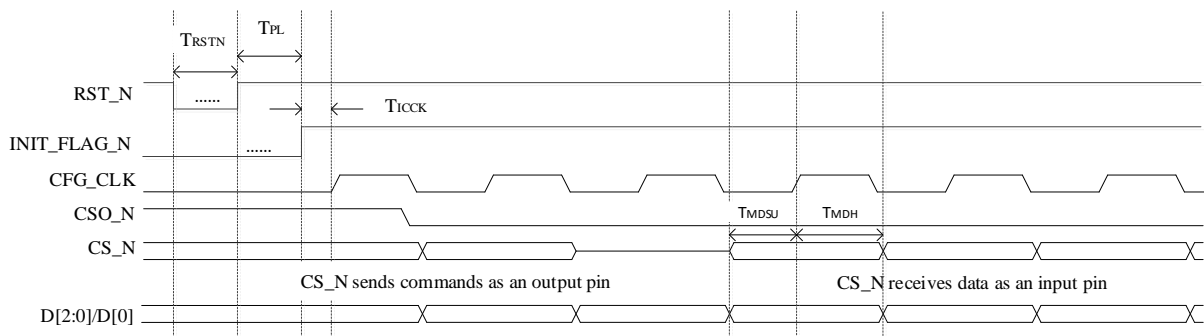 TPL
TRSTN
RST_N
......
TICCK
INIT_FLAG_N
......
CFG_CLK
CSO_N
TMDSU
TMDH
CS_N
CS_N sends commands as an output pin
CS_N receives data as an input pin
D[2:0]/D[0]